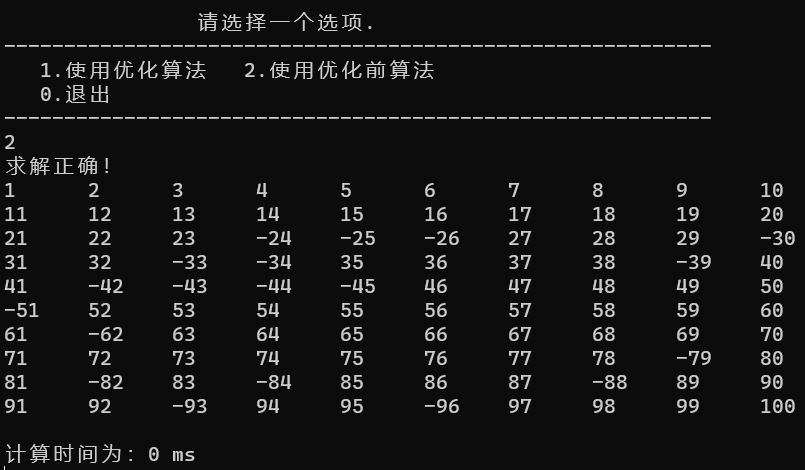 请选择一个选项.
-----------------------------------------------------------
1.使用优化算法 2.使用优化前算法
0.退出
-----------------------------------------------------------
2
求解正确!
1 2 3 4 5 6 7 8 9 10
11 12 13 14 15 16 17 18 19 20
21 22 23 -24 -25 -26 27 28 29 -30
31 32 -33 -34 35 36 37 38 -39 40
41 -42 -43 -44 -45 46 47 48 49 50
-51 52 53 54 55 56 57 58 59 60
61 -62 63 64 65 66 67 68 69 70
71 72 73 74 75 76 77 78 -79 80
81 -82 83 -84 85 86 87 -88 89 90
91 92 -93 94 95 -96 97 98 99 100
计算时间为: 0 ms